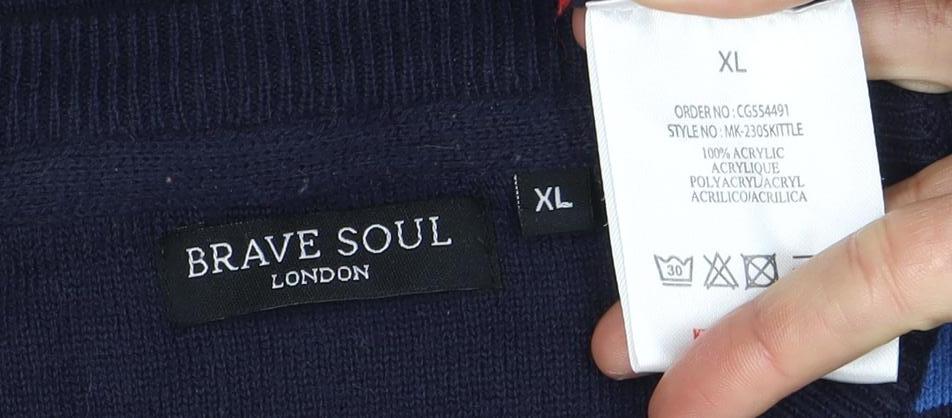 BRAVE SOUL
LONDON
XL
XL
ORDER NO : CG554491
STYLE NO : MK-230SKITTLE
100% ACRYLIC
ACRYLIQUE
POLYACRYL/ACRYL
ACRILICO/ACRILICA
30